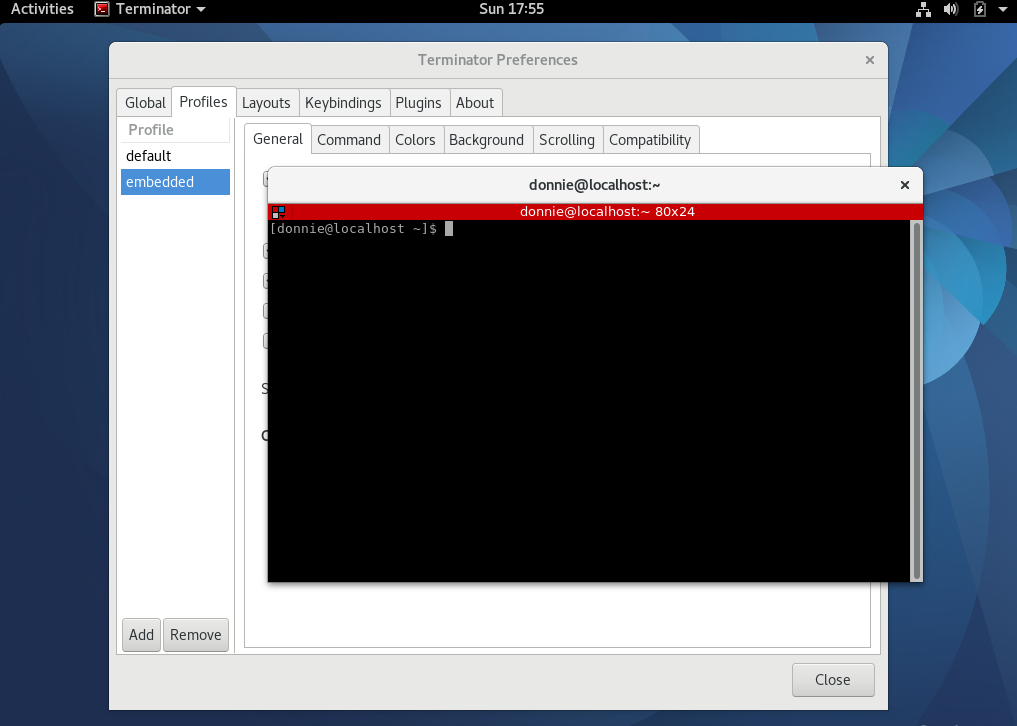 Activities Terminator Sun 17:55
Terminator Preferences
Global Profiles Layouts Keybindings Plugins About
Profile
default
embedded
General Command Colors Background Scrolling Compatibility
donnie@localhost:~
donnie@localhost:~ 80x24
[donnie@localhost ~]$
Add Remove
Close